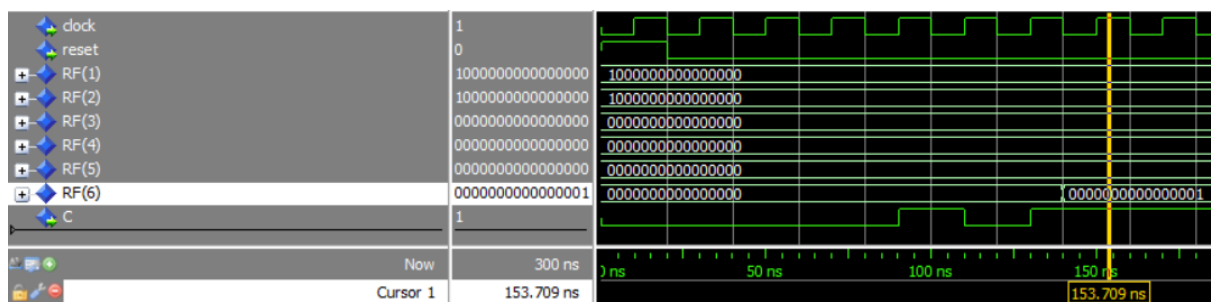 clock 1
reset 0
RF(1) 1000000000000000 1000000000000000
RF(2) 1000000000000000 1000000000000000
RF(3) 0000000000000000 0000000000000000
RF(4) 0000000000000000 0000000000000000
RF(5) 0000000000000000 0000000000000000
RF(6) 0000000000000001 0000000000000000 0000000000000001
C 1
Now 300 ns ns 50 ns 100 ns 150 ns
Cursor 1 153.709 ns 153.709 ns